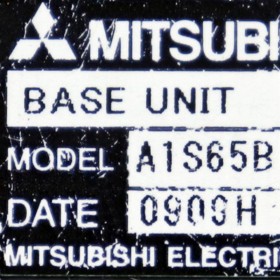 MITSUBI
BASE UNIT
MODEL A1S65B
DATE 0909H
MITSUBISHI ELECTRI